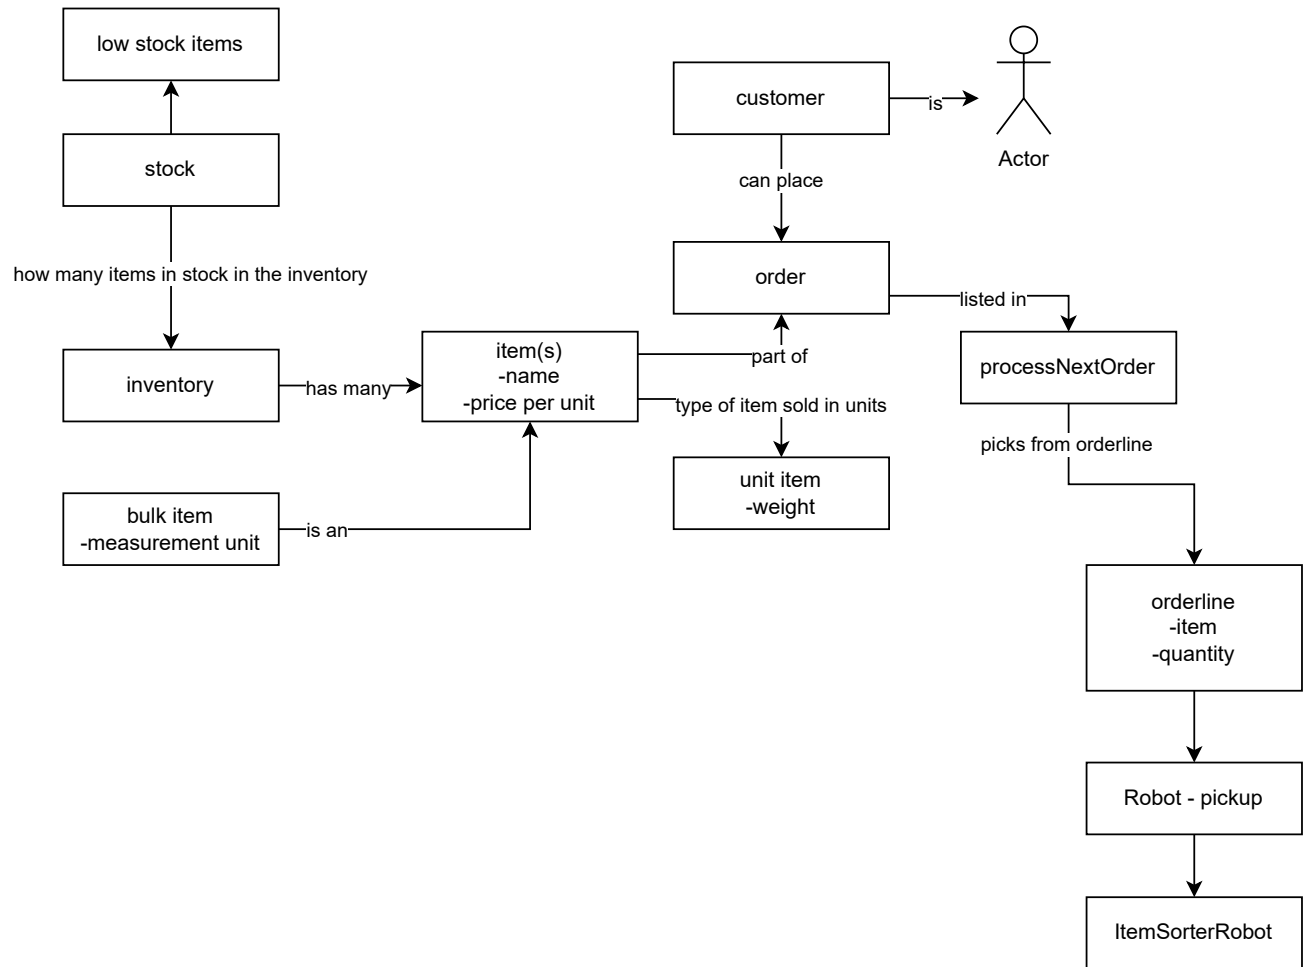 low stock items
customer
is
Actor
stock
can place
how many items in stock in the inventory
order
listed in
inventory
has many
item(s)
-name
-price per unit
part of
type of item sold in units
processNextOrder
picks from orderline
unit item
-weight
bulk item
-measurement unit
is an
orderline
-item
-quantity
Robot - pickup
ItemSorterRobot